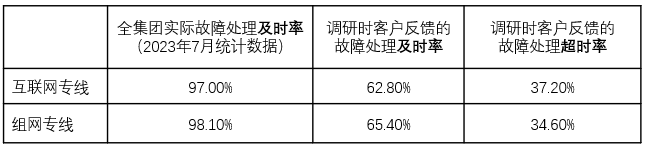 全集团实际故障处理及时率
（2023年7月统计数据）
调研时客户反馈的
故障处理及时率
调研时客户反馈的
故障处理超时率
互联网专线 97.00% 62.80% 37.20%
组网专线 98.10% 65.40% 34.60%